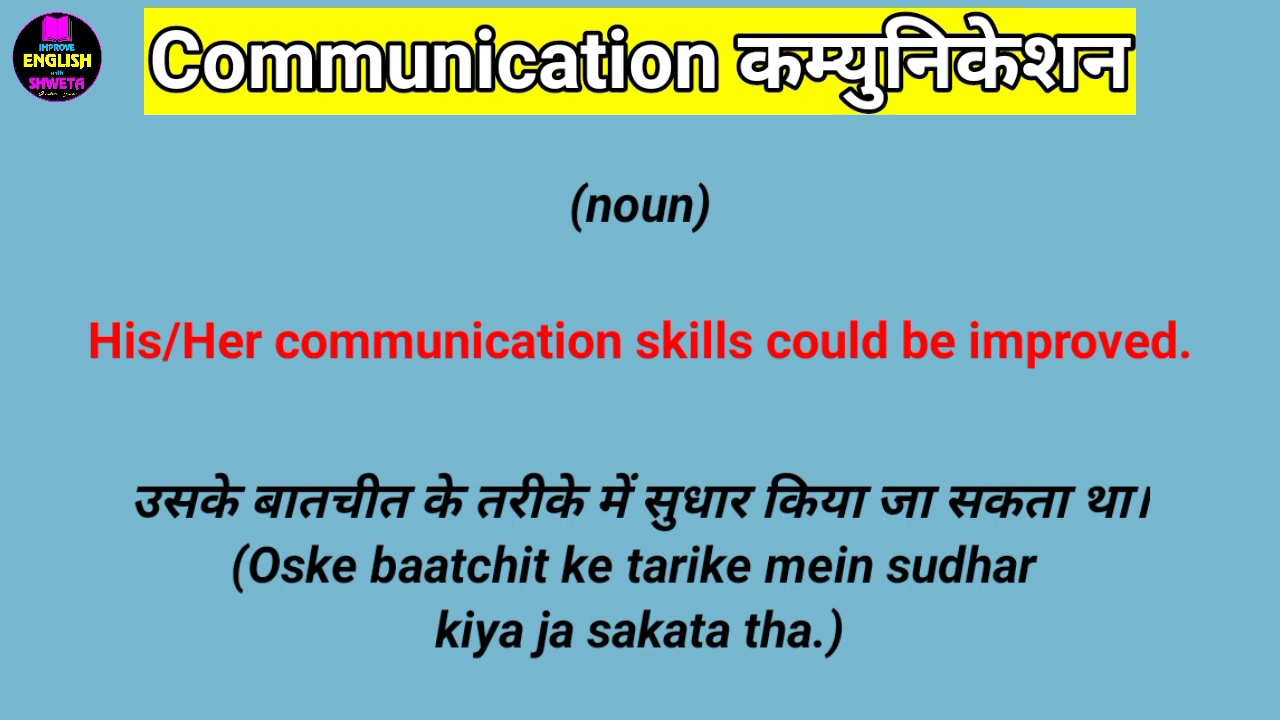 IMPROVE
ENGLISH
with
SHWETA
Communication कम्युनिकेशन
(noun)
His/Her communication skills could be improved.
उसके बातचीत के तरीके में सुधार किया जा सकता था।
(Oske baatchit ke tarike mein sudhar
kiya ja sakata tha.)